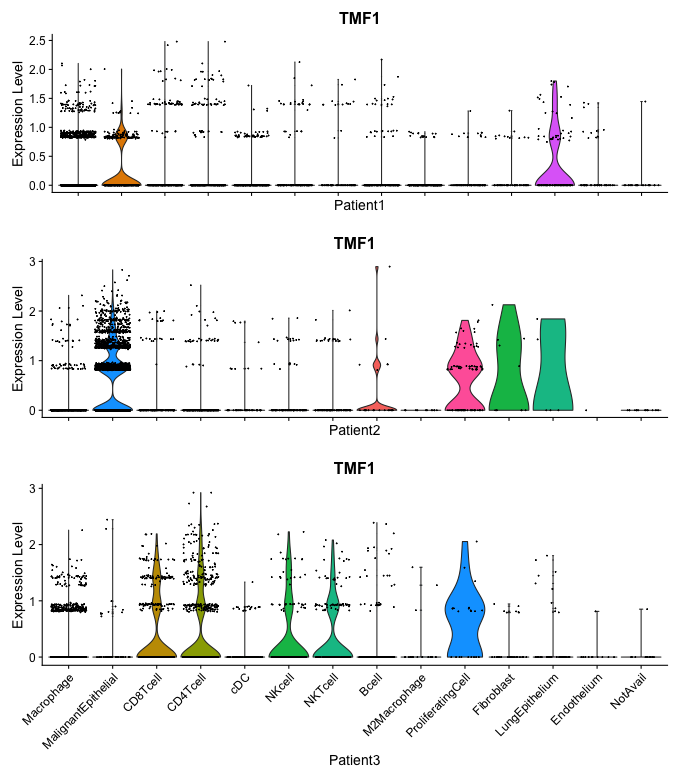 TMF1
Expression Level
2.5
2.0
1.5
1.0
0.5
0.0
Patient1
TMF1
Expression Level
3
2
1
0
Patient2
TMF1
Expression Level
3
2
1
0
Macrophage
MalignantEpithelial
CD8Tcell
CD4Tcell
cDC
NKcell
NKTcell
Bcell
M2Macrophage
ProliferatingCell
Fibroblast
LungEpithelium
Endothelium
NotAvail
Patient3